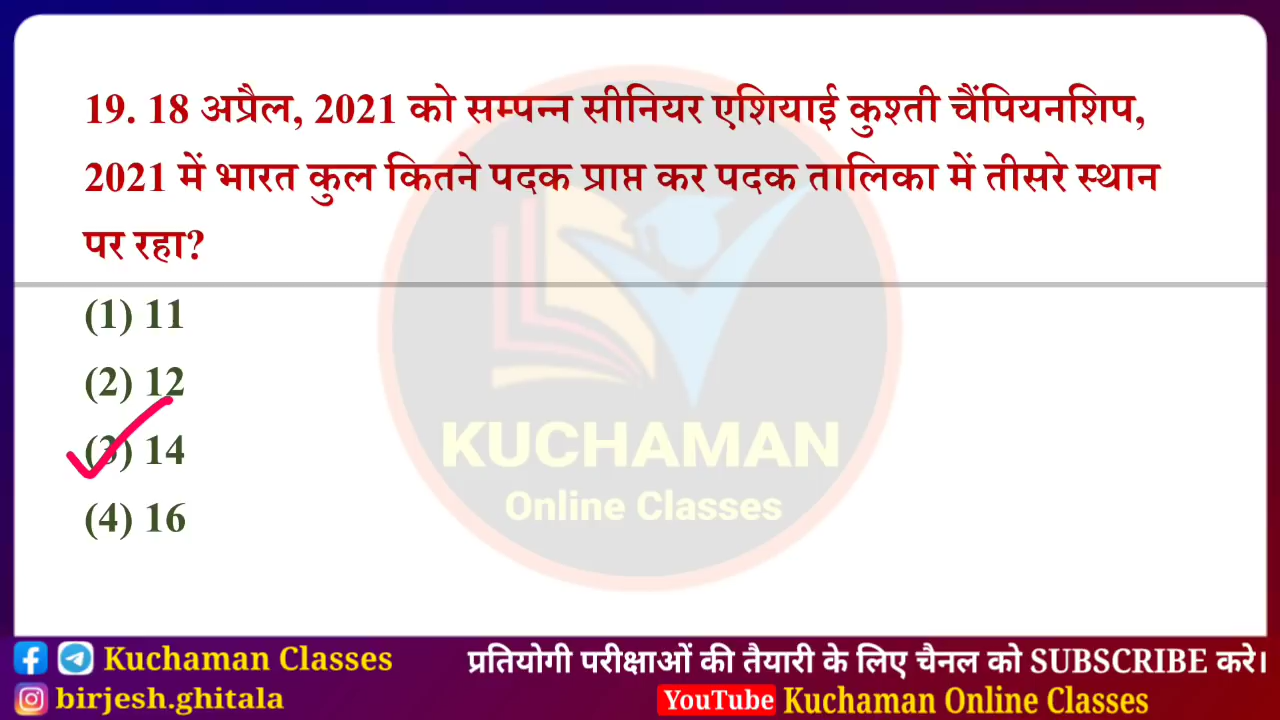 19. 18 अप्रैल, 2021 को सम्पन्न सीनियर एशियाई कुश्ती चैंपियनशिप,
2021 में भारत कुल कितने पदक प्राप्त कर पदक तालिका में तीसरे स्थान
पर रहा?
(1) 11
(2) 12
(3) 14
(4) 16
KUCHAMAN
Online Classes
Kuchaman Classes
प्रतियोगी परीक्षाओं की तैयारी के लिए चैनल को SUBSCRIBE करे।
birjesh.ghitala
YouTube Kuchaman Online Classes